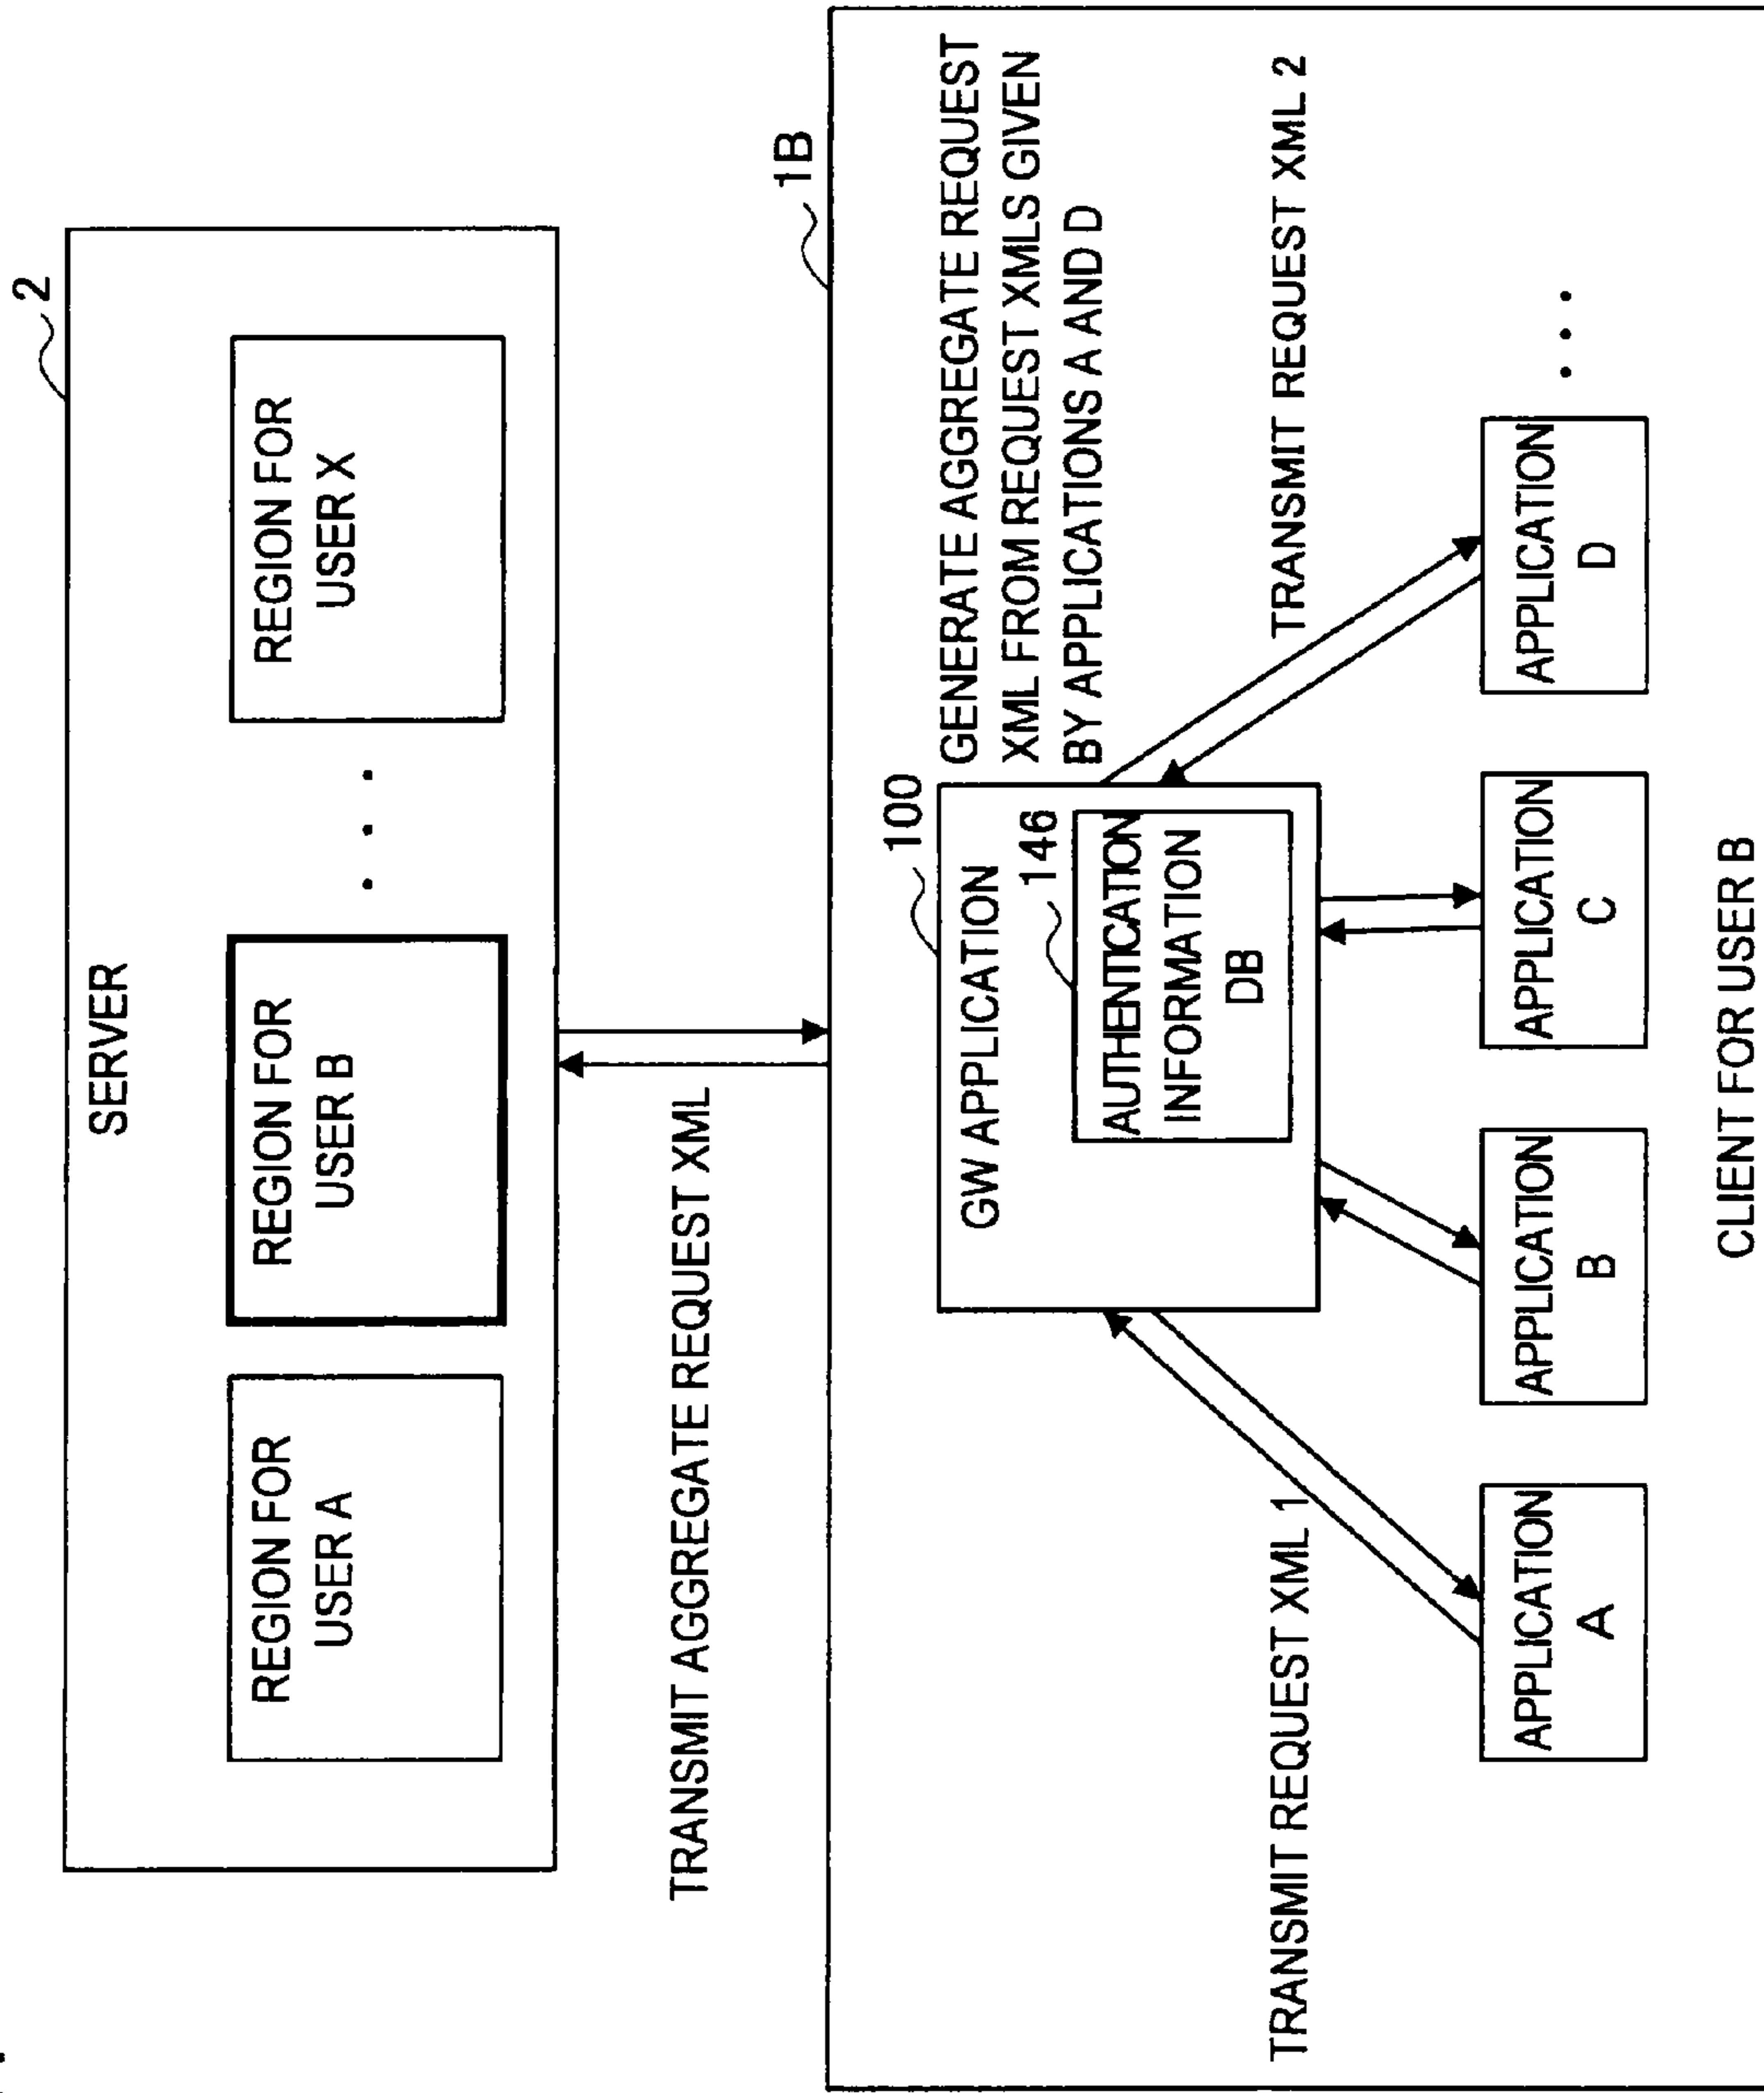 2
SERVER
REGION FOR
USER A
REGION FOR
USER B
. . .
REGION FOR
USER X
TRANSMIT AGGREGATE REQUEST XML
1B
100
GW APPLICATION
146
AUTHENTICATION
INFORMATION
DB
GENERATE AGGREGATE REQUEST
XML FROM REQUEST XMLS GIVEN
BY APPLICATIONS A AND D
TRANSMIT REQUEST XML 1
TRANSMIT REQUEST XML 2
APPLICATION
A
APPLICATION
B
APPLICATION
C
APPLICATION
D
. . .
CLIENT FOR USER B